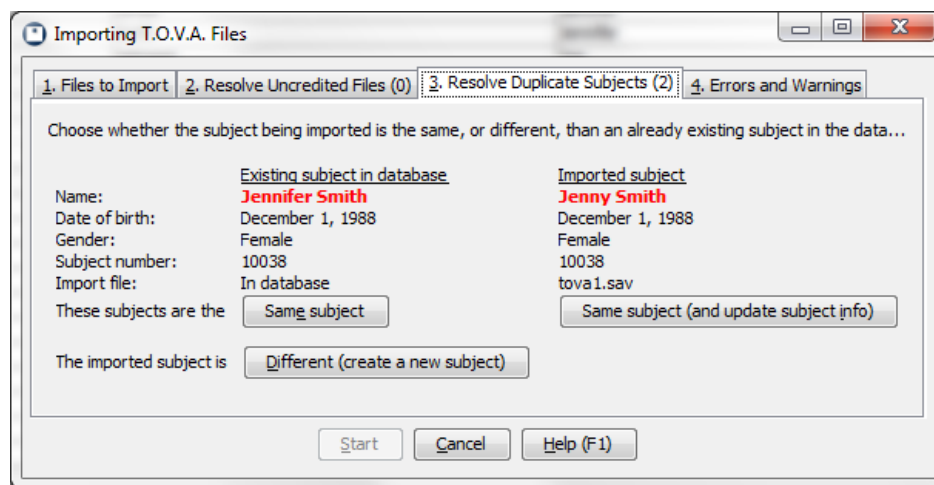 Importing T.O.V.A. Files
1. Files to Import 2. Resolve Uncredited Files (0) 3. Resolve Duplicate Subjects (2) 4. Errors and Warnings
Choose whether the subject being imported is the same, or different, than an already existing subject in the data...
Existing subject in database Imported subject
Name: Jennifer Smith Jenny Smith
Date of birth: December 1, 1988 December 1, 1988
Gender: Female Female
Subject number: 10038 10038
Import file: In database tova1.sav
These subjects are the Same subject Same subject (and update subject info)
The imported subject is Different (create a new subject)
Start Cancel Help (F1)